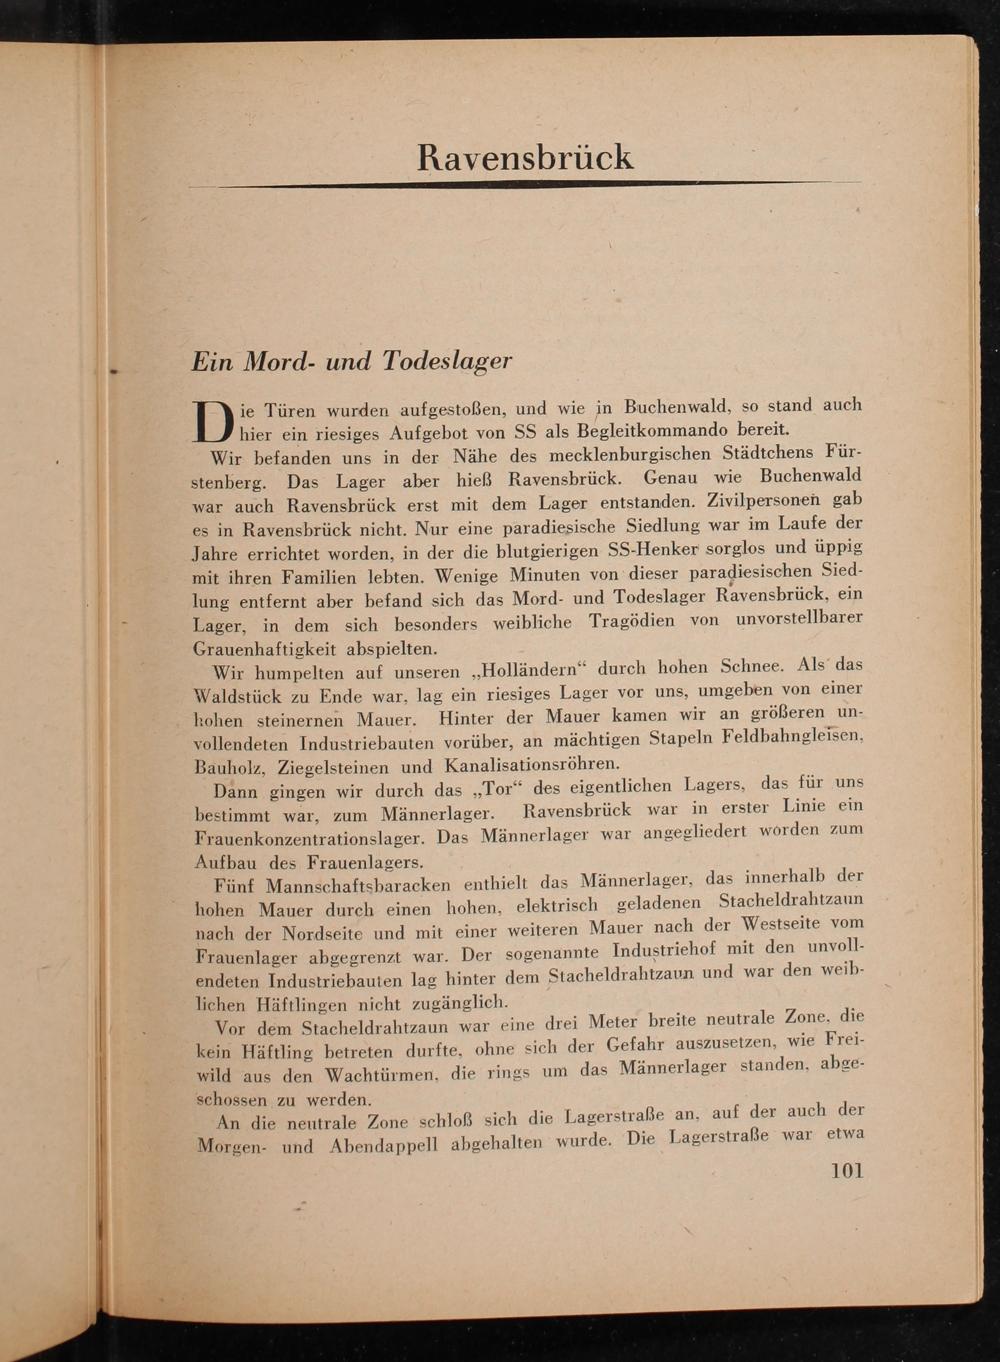 Ravensbrück
Ein Mord- und Todeslager
Die Türen wurden aufgestoßen, und wie in Buchenwald, so stand auch
hier ein riesiges Aufgebot von SS als Begleitkommando bereit.
Wir befanden uns in der Nähe des mecklenburgischen Städtchens Für-
stenberg. Das Lager aber hieß Ravensbrück. Genau wie Buchenwald
war auch Ravensbrück erst mit dem Lager entstanden. Zivilpersonen gab
es in Ravensbrück nicht. Nur eine paradiesische Siedlung war im Laufe der
Jahre errichtet worden, in der die blutgierigen SS-Henker sorglos und üppig
mit ihren Familien lebten. Wenige Minuten von dieser paradiesischen Sied-
lung entfernt aber befand sich das Mord- und Todeslager Ravensbrück, ein
Lager, in dem sich besonders weibliche Tragödien von unvorstellbarer
Grauenhaftigkeit abspielten.
Wir humpelten auf unseren „Holländern“ durch hohen Schnee. Als das
Waldstück zu Ende war, lag ein riesiges Lager vor uns, umgeben von einer
hohen steinernen Mauer. Hinter der Mauer kamen wir an größeren un-
vollendeten Industriebauten vorüber, an mächtigen Stapeln Feldbahngleisen,
Bauholz, Ziegelsteinen und Kanalisationsröhren.
Dann gingen wir durch das „Tor“ des eigentlichen Lagers, das für uns
bestimmt war, zum Männerlager. Ravensbrück war in erster Linie ein
Frauenkonzentrationslager. Das Männerlager war angegliedert worden zum
Aufbau des Frauenlagers.
Fünf Mannschaftsbaracken enthielt das Männerlager, das innerhalb der
hohen Mauer durch einen hohen, elektrisch geladenen Stacheldrahtzaun
nach der Nordseite und mit einer weiteren Mauer nach der Westseite vom
Frauenlager abgegrenzt war. Der sogenannte Industriehof mit den unvoll-
endeten Industriebauten lag hinter dem Stacheldrahtzaun und war den weib-
lichen Häftlingen nicht zugänglich.
Vor dem Stacheldrahtzaun war eine drei Meter breite neutrale Zone, die
kein Häftling betreten durfte, ohne sich der Gefahr auszusetzen, wie Frei-
wild aus den Wachtürmen, die rings um das Männerlager standen, abge-
schossen zu werden.
An die neutrale Zone schloß sich die Lagerstraße an, auf der auch der
Morgen- und Abendappell abgehalten wurde. Die Lagerstraße war etwa
101